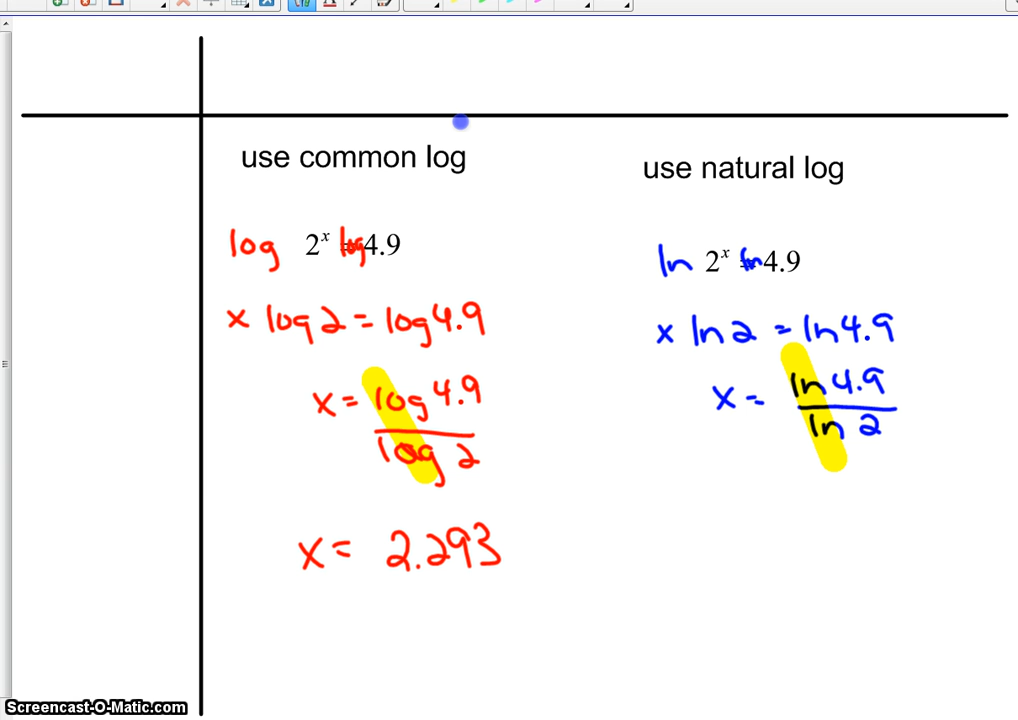 use common log
log 2ˣ log 4.9
x log 2 = log 4.9
x = log 4.9
log 2
x = 2.293
use natural log
ln 2ˣ = ln 4.9
x ln 2 = ln 4.9
x = ln 4.9
ln 2
Screencast-O-Matic.com